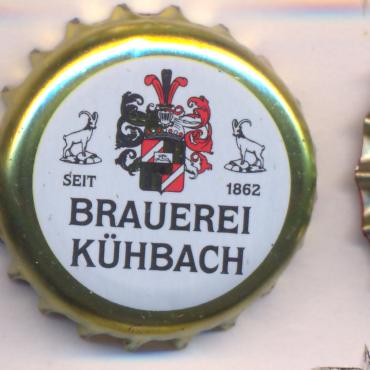 SEIT 1862
BRAUEREI
KÜHBACH